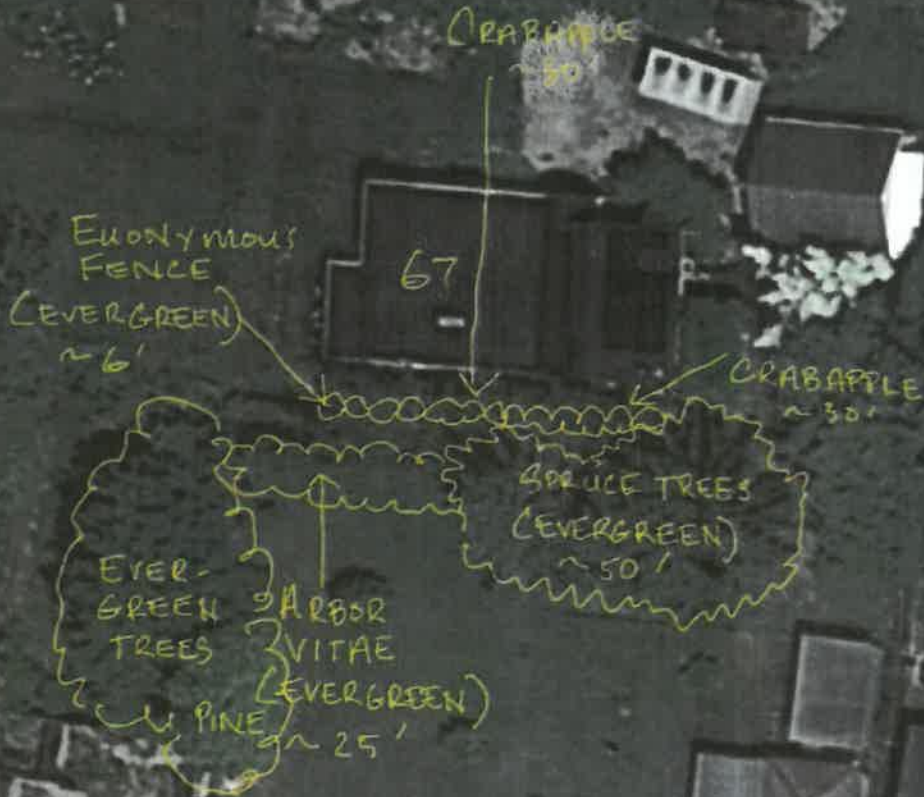 CRABAPPLE
~30'
EUONYMOUS
FENCE
(EVERGREEN)
~6'
67
CRABAPPLE
~30'
SPRUCE TREES
(EVERGREEN)
~50'
EVER-
GREEN
TREES
PINE
ARBOR
VITAE
(EVERGREEN)
~25'